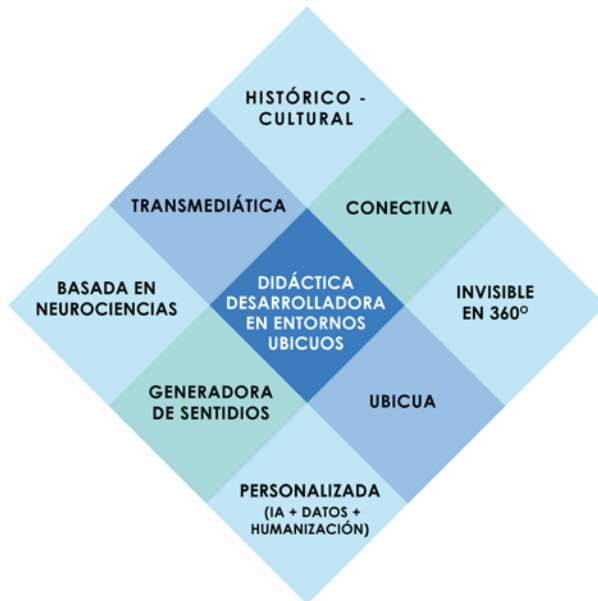 HISTÓRICO -
CULTURAL
TRANSMEDIÁTICA
CONECTIVA
BASADA EN
NEUROCIENCIAS
DIDÁCTICA
DESARROLLADORA
EN ENTORNOS
UBICUOS
INVISIBLE
EN 360º
GENERADORA
DE SENTIDIOS
UBICUA
PERSONALIZADA
(IA + DATOS +
HUMANIZACIÓN)